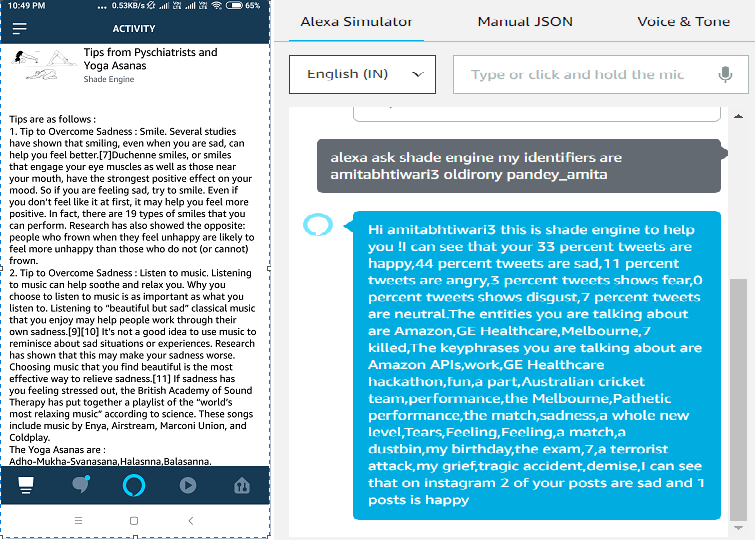 10:49 PM
... 0.53KB/s
65%
ACTIVITY
Tips from Pyschiatrists and
Yoga Asanas
Shade Engine
Tips are as follows :
1. Tip to Overcome Sadness : Smile. Several studies
have shown that smiling, even when you are sad, can
help you feel better.[7]Duchenne smiles, or smiles
that engage your eye muscles as well as those near
your mouth, have the strongest positive effect on your
mood. So if you are feeling sad, try to smile. Even if
you don't feel like it at first, it may help you feel more
positive. In fact, there are 19 types of smiles that you
can perform. Research has also showed the opposite:
people who frown when they feel unhappy are likely to
feel more unhappy than those who do not (or cannot)
frown.
2. Tip to Overcome Sadness : Listen to music. Listening
to music can help soothe and relax you. Why you
choose to listen to music is as important as what you
listen to. Listening to “beautiful but sad” classical music
that you enjoy may help people work through their
own sadness.[9][10] It's not a good idea to use music to
reminisce about sad situations or experiences. Research
has shown that this may make your sadness worse.
Choosing music that you find beautiful is the most
effective way to relieve sadness.[11] If sadness has
you feeling stressed out, the British Academy of Sound
Therapy has put together a playlist of the “world's
most relaxing music” according to science. These songs
include music by Enya, Airstream, Marconi Union, and
Coldplay.
The Yoga Asanas are :
Adho-Mukha-Svanasana,Halasnna,Balasanna.
Alexa Simulator
Manual JSON
Voice & Tone
English (IN)
Type or click and hold the mic
alexa ask shade engine my identifiers are
amitabhtiwari3 oldirony pandey_amita
Hi amitabhtiwari3 this is shade engine to help
you !I can see that your 33 percent tweets are
happy,44 percent tweets are sad,11 percent
tweets are angry,3 percent tweets shows fear,0
percent tweets shows disgust,7 percent tweets
are neutral.The entities you are talking about
are Amazon,GE Healthcare,Melbourne,7
killed,The keyphrases you are talking about are
Amazon APIs,work,GE Healthcare
hackathon,fun,a part,Australian cricket
team,performance,the Melbourne,Pathetic
performance,the match,sadness,a whole new
level,Tears,Feeling,Feeling,a match,a
dustbin,my birthday,the exam,7,a terrorist
attack,my grief,tragic accident,demise,I can see
that on instagram 2 of your posts are sad and 1
posts is happy